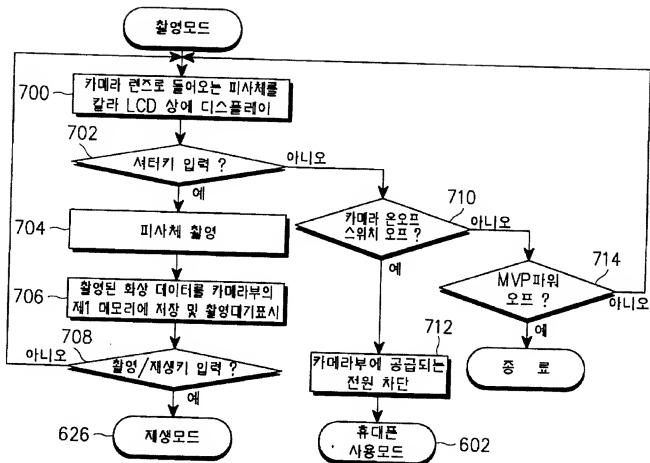 촬영모드
700
카메라 렌즈로 들어오는 피사체를
칼라 LCD 상에 디스플레이
702
셔터키 입력 ?
아니오
예
704
피사체 촬영
710
카메라 온오프
스위치 오프 ?
아니오
예
706
촬영된 화상 데이터를 카메라부의
제1 메모리에 저장 및 촬영대기표시
714
MVP파워
오프 ?
아니오
예
708
아니오
촬영/재생키 입력 ?
예
712
카메라부에 공급되는
전원 차단
종 료
626
재생모드
휴대폰
사용모드
602